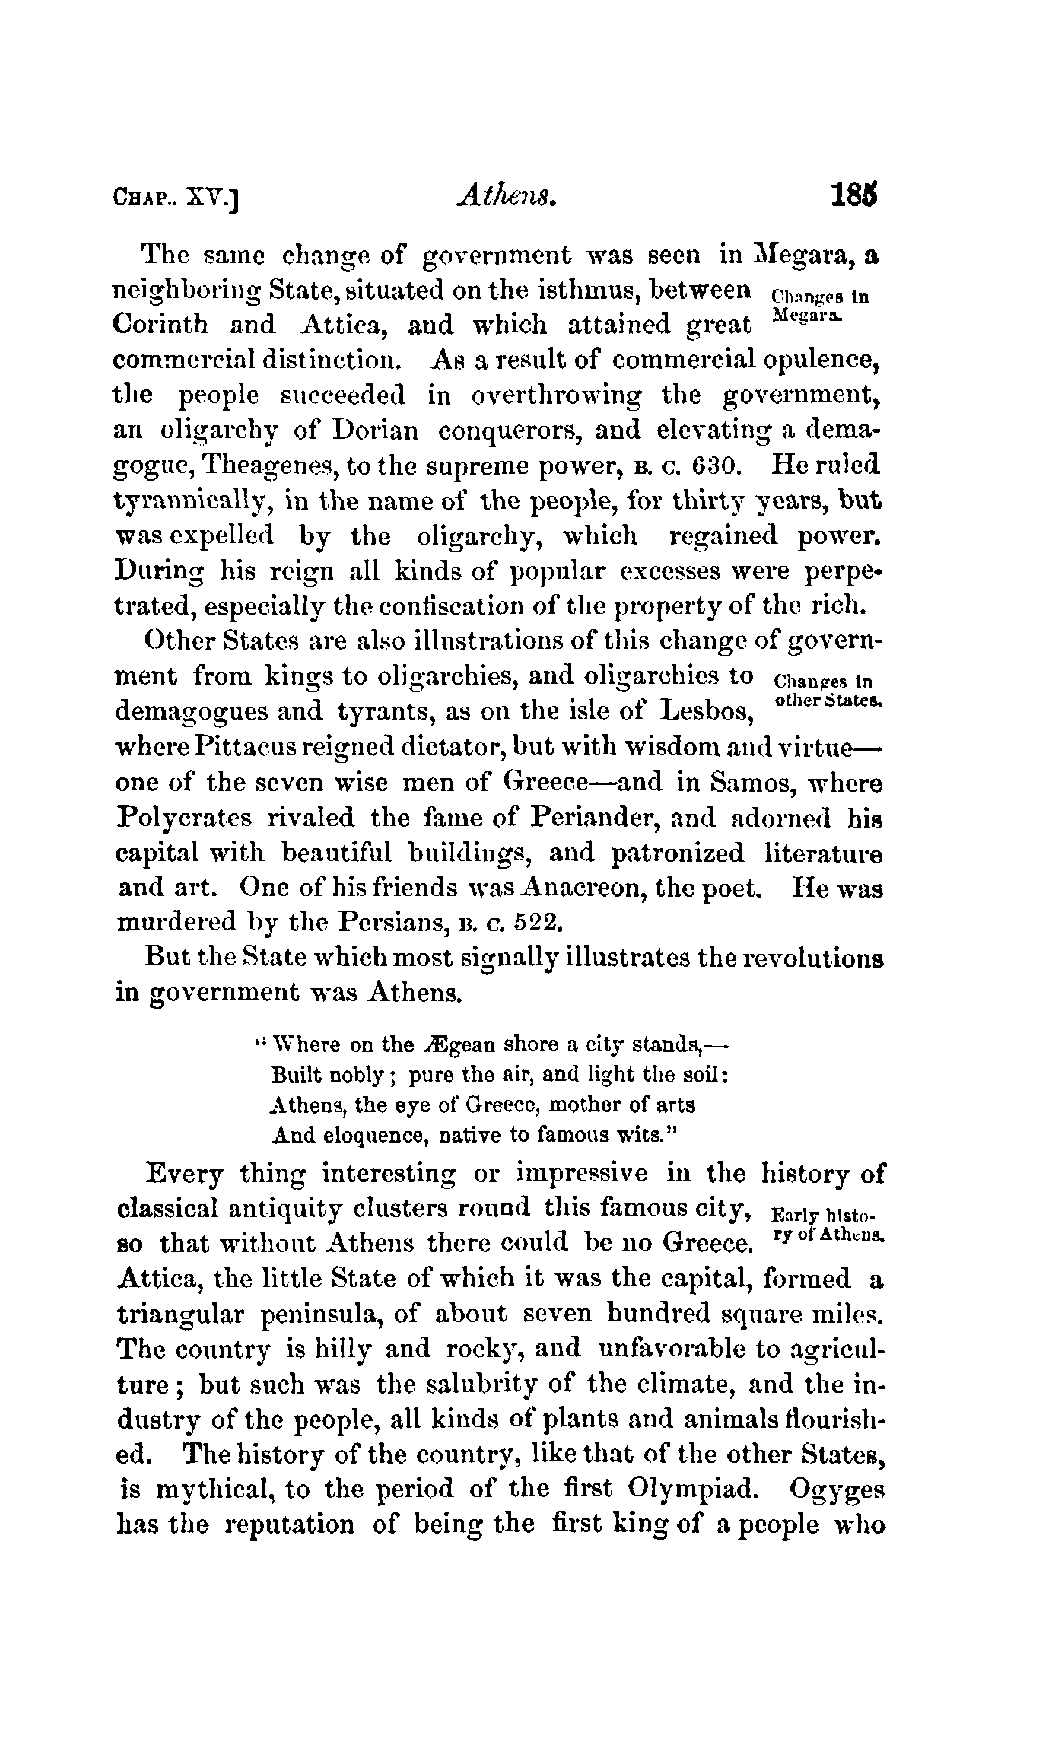 CHAP.. XV.] Athens. 185
The same change of government was seen in Megara, a
neighboring State, situated on the isthmus, between
Changes in
Megara.
Corinth and Attica, and which attained great
commercial distinction. As a result of commercial opulence,
the people succeeded in overthrowing the government,
an oligarchy of Dorian conquerors, and elevating a dema-
gogue, Theagenes, to the supreme power, B. C. 630. He ruled
tyrannically, in the name of the people, for thirty years, but
was expelled by the oligarchy, which regained power.
During his reign all kinds of popular excesses were perpe-
trated, especially the confiscation of the property of the rich.
Other States are also illustrations of this change of govern-
ment from kings to oligarchies, and oligarchies to
Changes in
other States.
demagogues and tyrants, as on the isle of Lesbos,
where Pittacus reigned dictator, but with wisdom and virtue—
one of the seven wise men of Greece—and in Samos, where
Polycrates rivaled the fame of Periander, and adorned his
capital with beautiful buildings, and patronized literature
and art. One of his friends was Anacreon, the poet. He was
murdered by the Persians, B. C. 522.
But the State which most signally illustrates the revolutions
in government was Athens.
"Where on the Ægean shore a city stands,—
Built nobly; pure the air, and light the soil:
Athens, the eye of Greece, mother of arts
And eloquence, native to famous wits."
Every thing interesting or impressive in the history of
classical antiquity clusters round this famous city,
Early histo-
ry of Athens.
so that without Athens there could be no Greece.
Attica, the little State of which it was the capital, formed a
triangular peninsula, of about seven hundred square miles.
The country is hilly and rocky, and unfavorable to agricul-
ture; but such was the salubrity of the climate, and the in-
dustry of the people, all kinds of plants and animals flourish-
ed. The history of the country, like that of the other States,
is mythical, to the period of the first Olympiad. Ogyges
has the reputation of being the first king of a people who